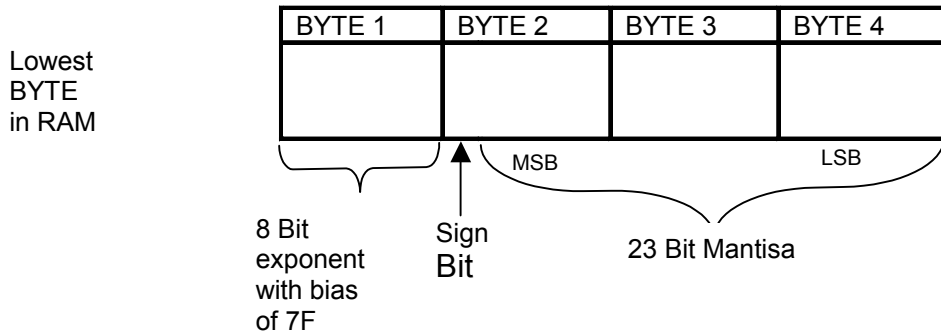 BYTE 1 BYTE 2 BYTE 3 BYTE 4
Lowest
BYTE
in RAM
MSB LSB
8 Bit
exponent
with bias
of 7F
Sign
Bit
23 Bit Mantisa